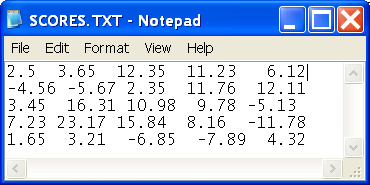 SCORES.TXT - Notepad
File Edit Format View Help
2.5 3.65 12.35 11.23 6.12
-4.56 -5.67 2.35 11.76 12.11
3.45 16.31 10.98 9.78 -5.13
7.23 23.17 15.84 8.16 -11.78
1.65 3.21 -6.85 -7.89 4.32